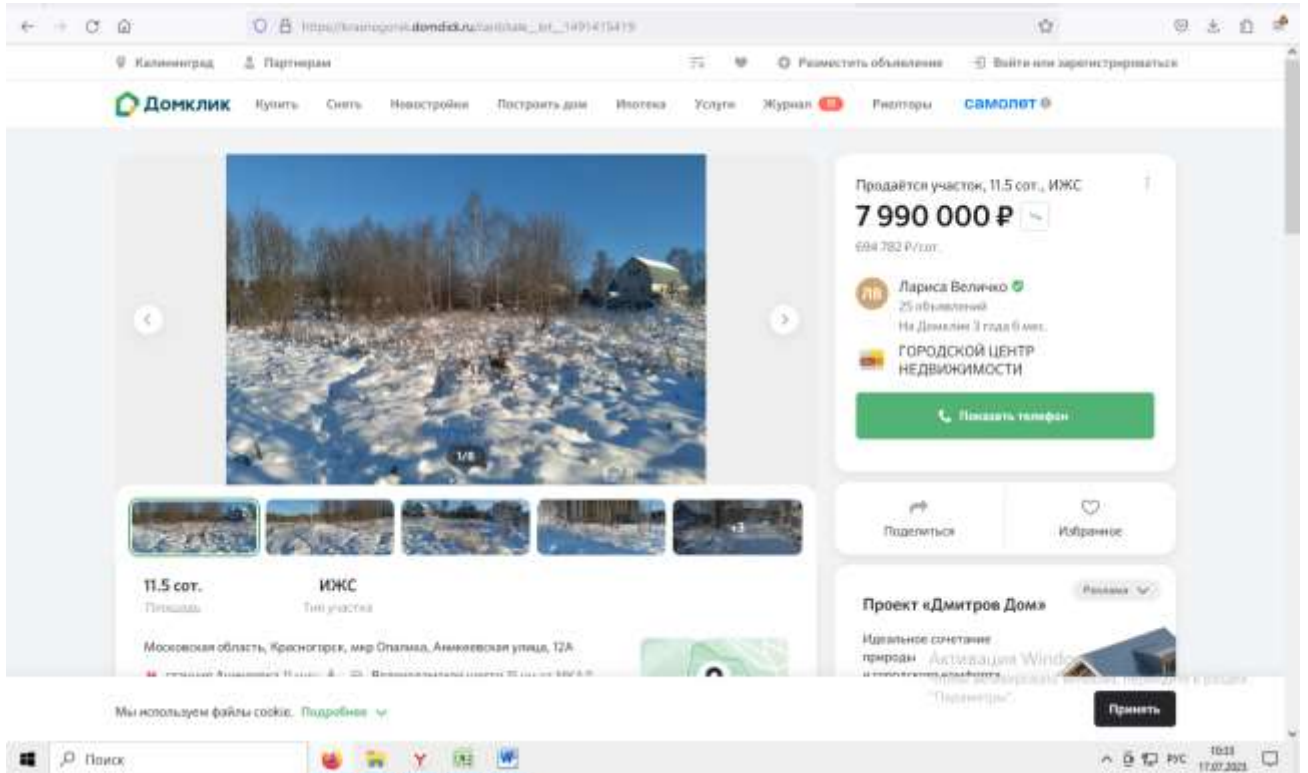 Калининград Партнерам Разместить объявление Войти или зарегистрироваться
Домклик Купить Снять Новостройки Построить дом Ипотека Услуги Журнал Риелторы самолет
Продаётся участок, 11.5 сот., ИЖС
7 990 000 ₽
694 782 ₽/сот.
ЛВ Лариса Величко
25 объявлений
На Домклик 3 года 6 мес.
ГОРОДСКОЙ ЦЕНТР
НЕДВИЖИМОСТИ
Показать телефон
1/8
+3
Поделиться Избранное
11.5 сот. ИЖС
Площадь Тип участка
Московская область, Красногорск, мкр Опалиха, Аникеевская улица, 12А
Реклама
Проект «Дмитров Дом»
Идеальное сочетание
природы
Активация Windows
"Параметры".
Мы используем файлы cookie. Подробнее
Принять
Поиск
РУС
17.07.2023